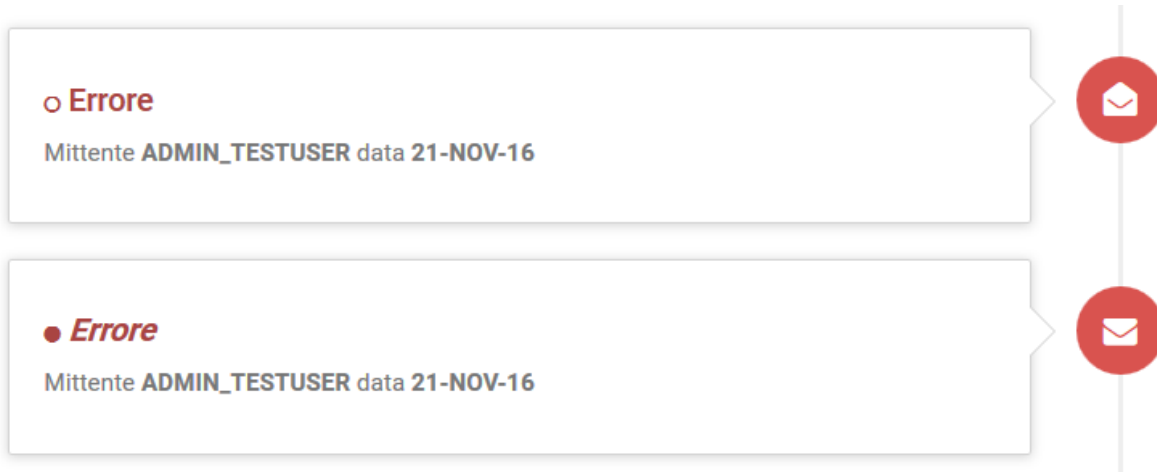 Errore
Mittente ADMIN_TESTUSER data 21-NOV-16
Errore
Mittente ADMIN_TESTUSER data 21-NOV-16